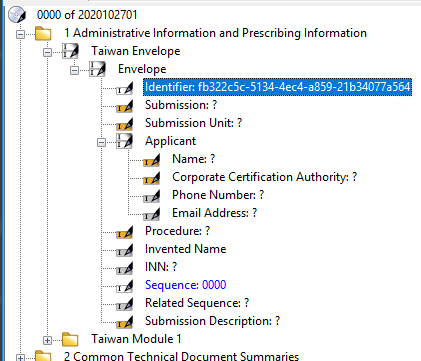 0000 of 2020102701
1 Administrative Information and Prescribing Information
Taiwan Envelope
Envelope
Identifier: fb322c5c-5134-4ec4-a859-21b34077a564
Submission: ?
Submission Unit: ?
Applicant
Name: ?
Corporate Certification Authority: ?
Phone Number: ?
Email Address: ?
Procedure: ?
Invented Name
INN: ?
Sequence: 0000
Related Sequence: ?
Submission Description: ?
Taiwan Module 1
2 Common Technical Document Summaries